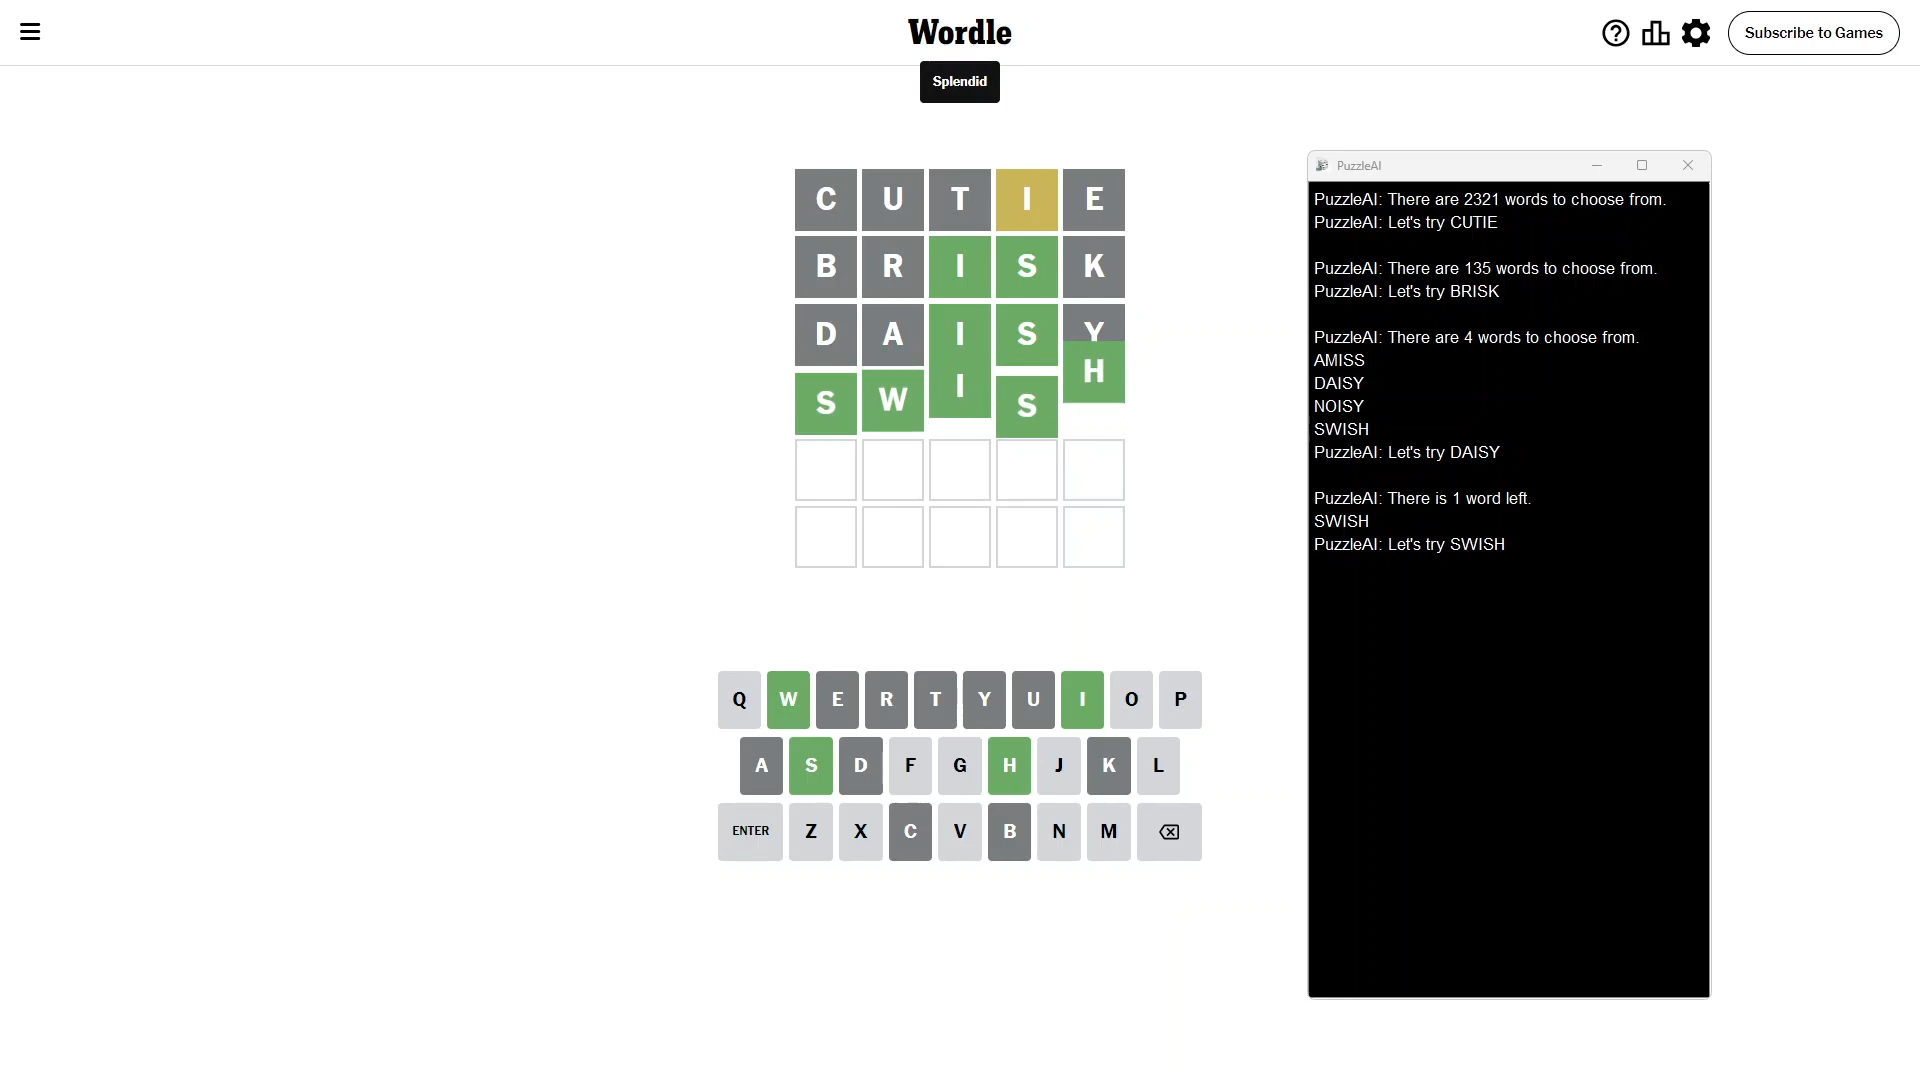 Wordle
Subscribe to Games
Splendid
C U T I E
B R I S K
D A I S Y
S W I S H
Q W E R T Y U I O P
A S D F G H J K L
ENTER Z X C V B N M
PuzzleAI
PuzzleAI: There are 2321 words to choose from.
PuzzleAI: Let's try CUTIE
PuzzleAI: There are 135 words to choose from.
PuzzleAI: Let's try BRISK
PuzzleAI: There are 4 words to choose from.
AMISS
DAISY
NOISY
SWISH
PuzzleAI: Let's try DAISY
PuzzleAI: There is 1 word left.
SWISH
PuzzleAI: Let's try SWISH